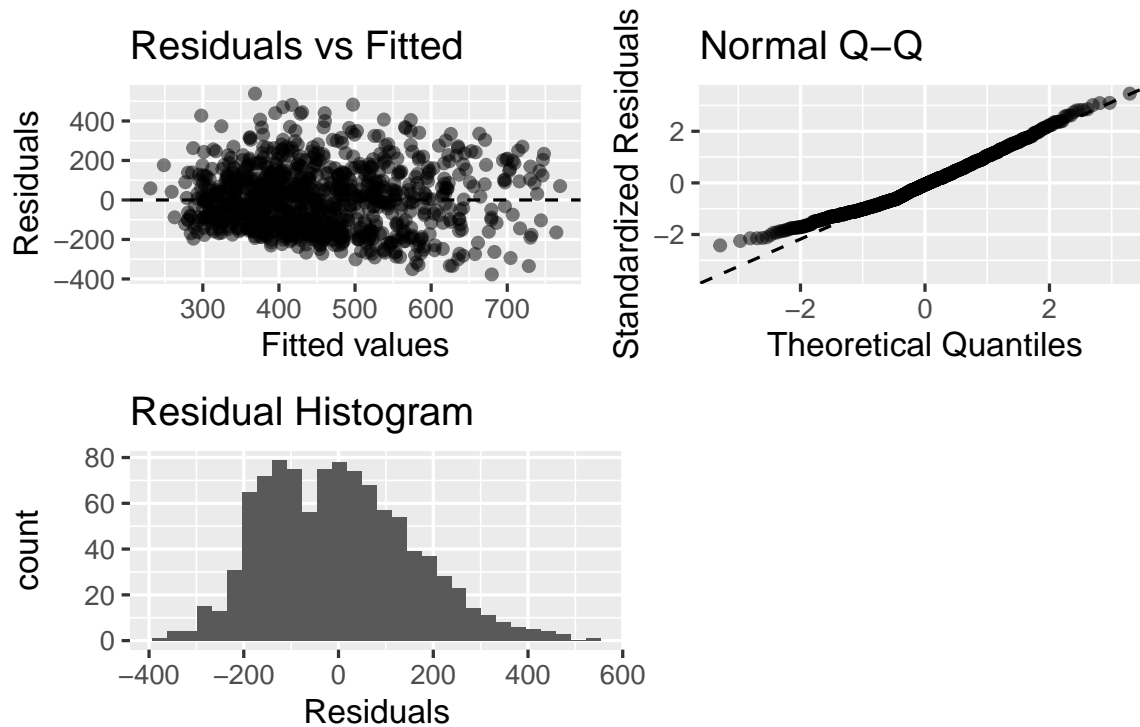 Residuals vs Fitted
Residuals
400
200
0
−200
−400
300 400 500 600 700
Fitted values
Normal Q−Q
Standardized Residuals
2
0
−2
−2 0 2
Theoretical Quantiles
Residual Histogram
count
80
60
40
20
0
−400 −200 0 200 400 600
Residuals